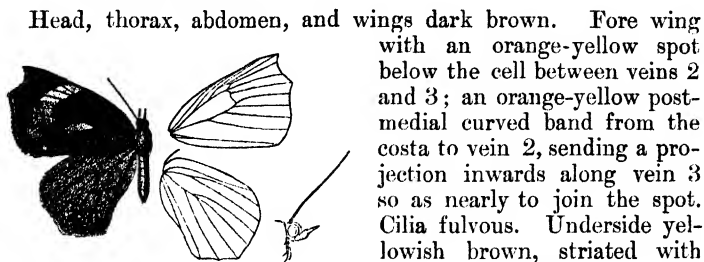 Head, thorax, abdomen, and wings dark brown. Fore wing
with an orange-yellow spot
below the cell between veins 2
and 3; an orange-yellow post-
medial curved band from the
costa to vein 2, sending a pro-
jection inwards along vein 3
so as nearly to join the spot.
Cilia fulvous. Underside yel-
lowish brown, striated with